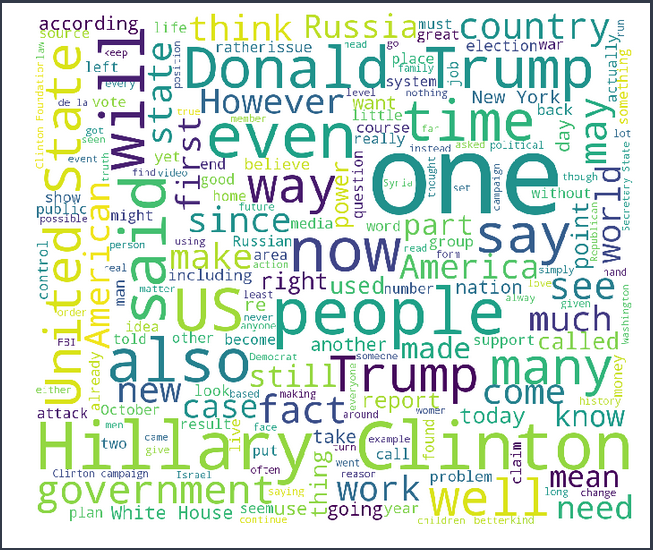 according
life
think
Russia
must
great
country
run
source
ratherissue
head
go
place
family
job
election
war
actually
something
law
left
will
state
position
Donald Trump
system
every
keep
However
level
nothing
New York
back
may
de la
vote
true
want
little
member
even
time
day
lot
got
seen
yet
first
course
really
far
instead
asked
political
Clinton Foundation
United State
event
truth
find
video
end
believe
good
way
power
question
Syria
thought
one
set
campaign
without
though
Secretary State
show
public
possible
might
said
home
future
since
media
word
part
say
point
Republican
world
American
person
using
Russian
now
read
group
control
real
man
make
area
action
form
America
simply
hand
matter
including
right
used
number
nation
see
love
given
alway
Washington
order
FBI
idea
told
US
least
re
never
anyone
people
much
other
become
another
made
support
called
already
also
Democrat
still
someone
Trump
many
either
new
look
based
making
everyone
report
come
history
money
attack
October
case
fact
around
women
today
know
men
result
face
two
came
give
Hillary Clinton
live
take
turn
example
found
put
call
claim
Clinton campaign
Israel
often
thing
went
reason
problem
mean
government
saying
work
well
long
change
plan
White House
seem
use
going
year
need
continue
children
better
kind